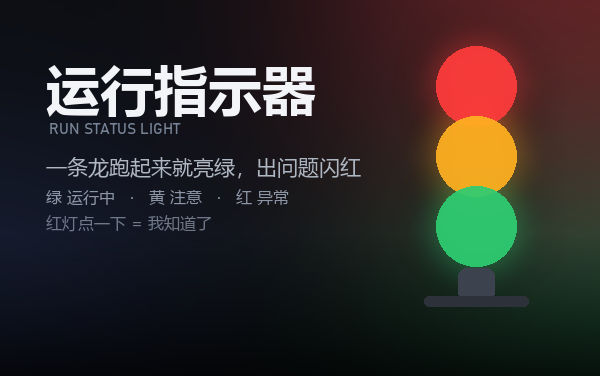 运行指示器
RUN STATUS LIGHT
一条龙跑起来就亮绿，出问题闪红
绿 运行中 · 黄 注意 · 红 异常
红灯点一下 = 我知道了